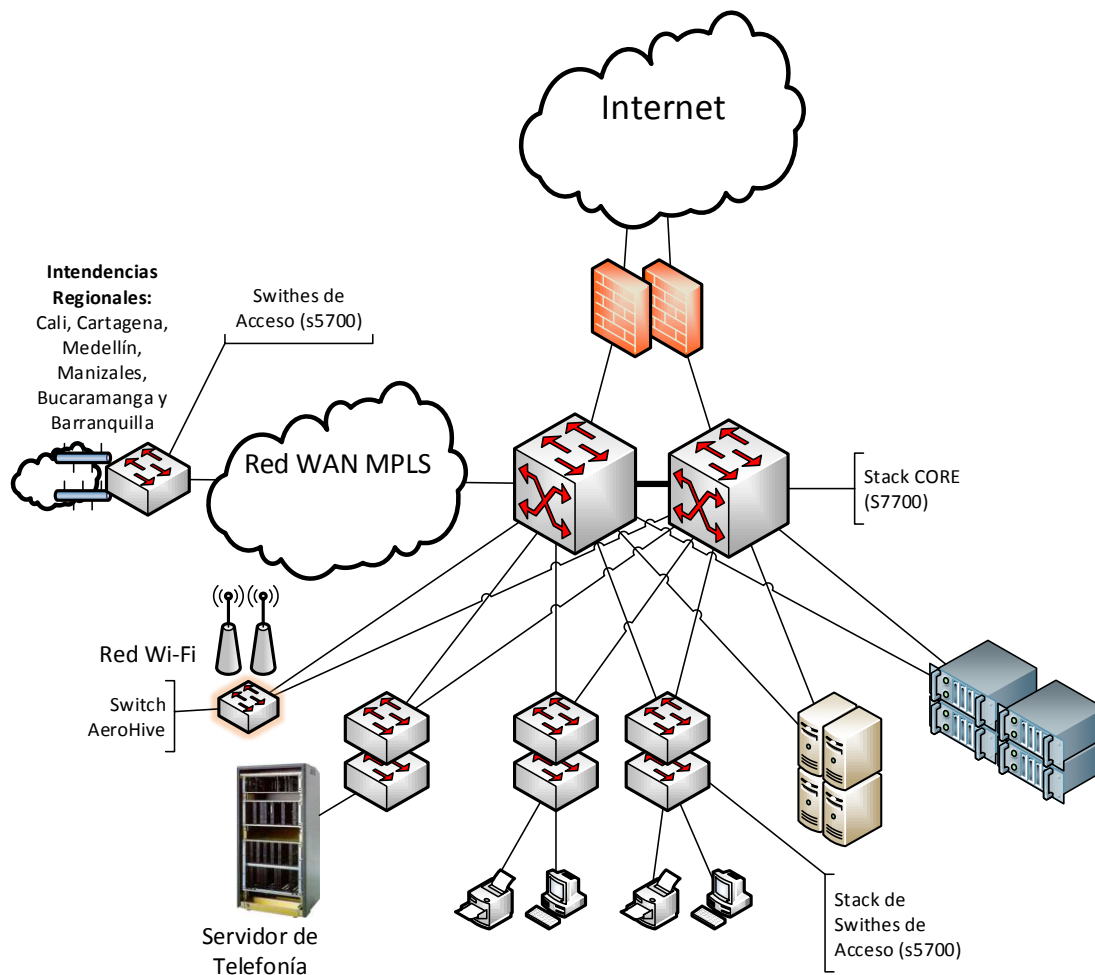 Internet
Intendencias
Regionales:
Cali, Cartagena,
Medellín,
Manizales,
Bucaramanga y
Barranquilla
Swithes de
Acceso (s5700)
Red WAN MPLS
Stack CORE
(S7700)
Red Wi-Fi
Switch
AeroHive
Servidor de
Telefonía
Stack de
Swithes de
Acceso (s5700)